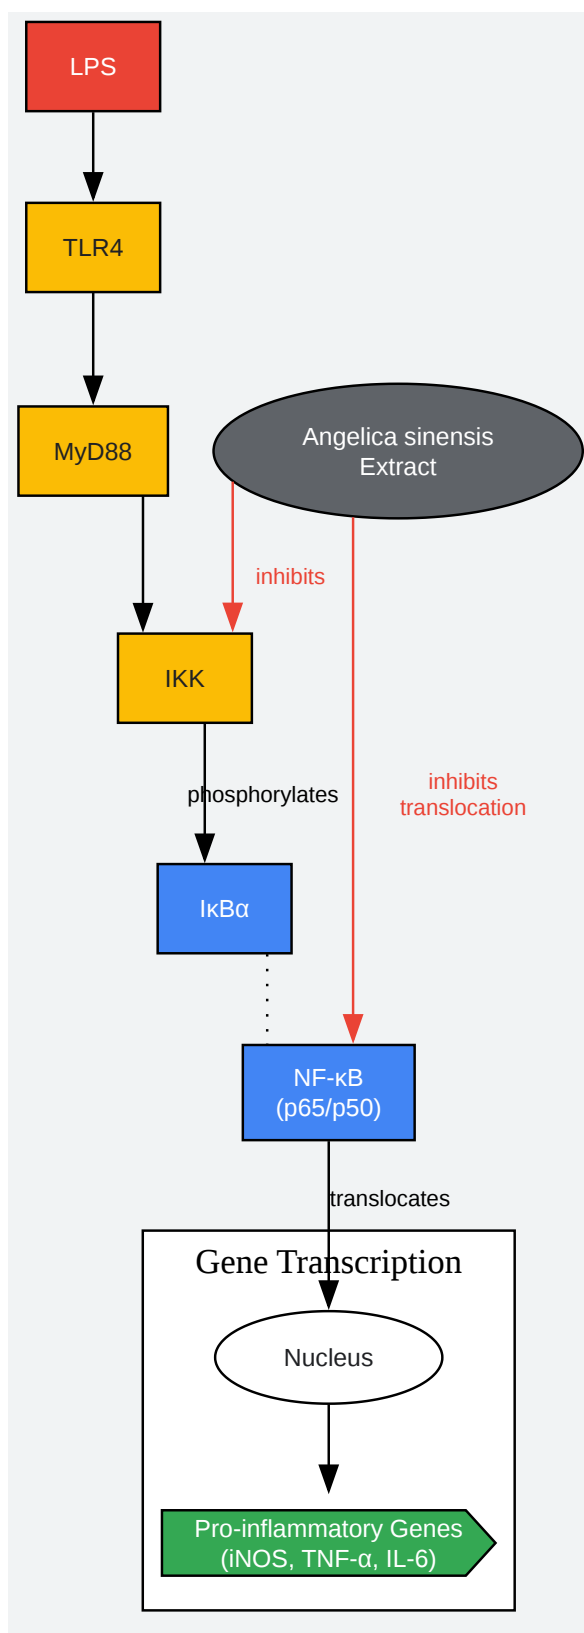 LPS
TLR4
MyD88
Angelica sinensis
Extract
inhibits
IKK
phosphorylates
inhibits
translocation
IκBα
NF-κB
(p65/p50)
translocates
Gene Transcription
Nucleus
Pro-inflammatory Genes
(iNOS, TNF-α, IL-6)